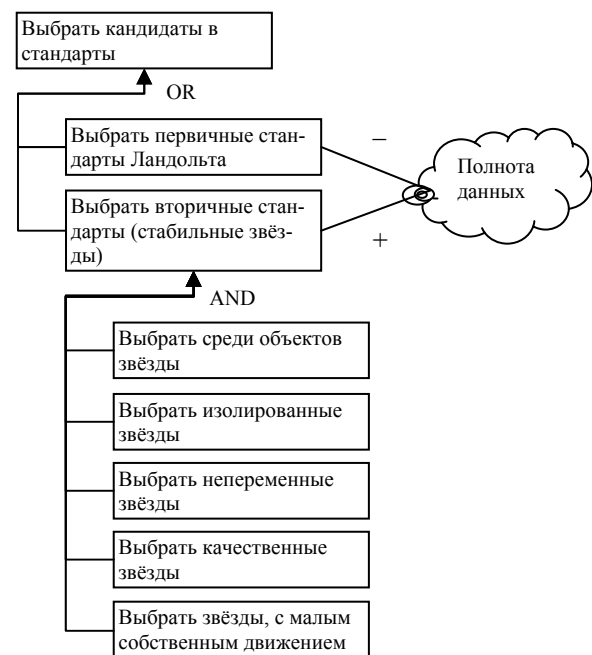 Выбрать кандидаты в
стандарты
OR
Выбрать первичные стан-
дарты Ландольта
–
Полнота
данных
Выбрать вторичные стан-
дарты (стабильные звёз-
ды)
+
AND
Выбрать среди объектов
звёзды
Выбрать изолированные
звёзды
Выбрать непеременные
звёзды
Выбрать качественные
звёзды
Выбрать звёзды, с малым
собственным движением